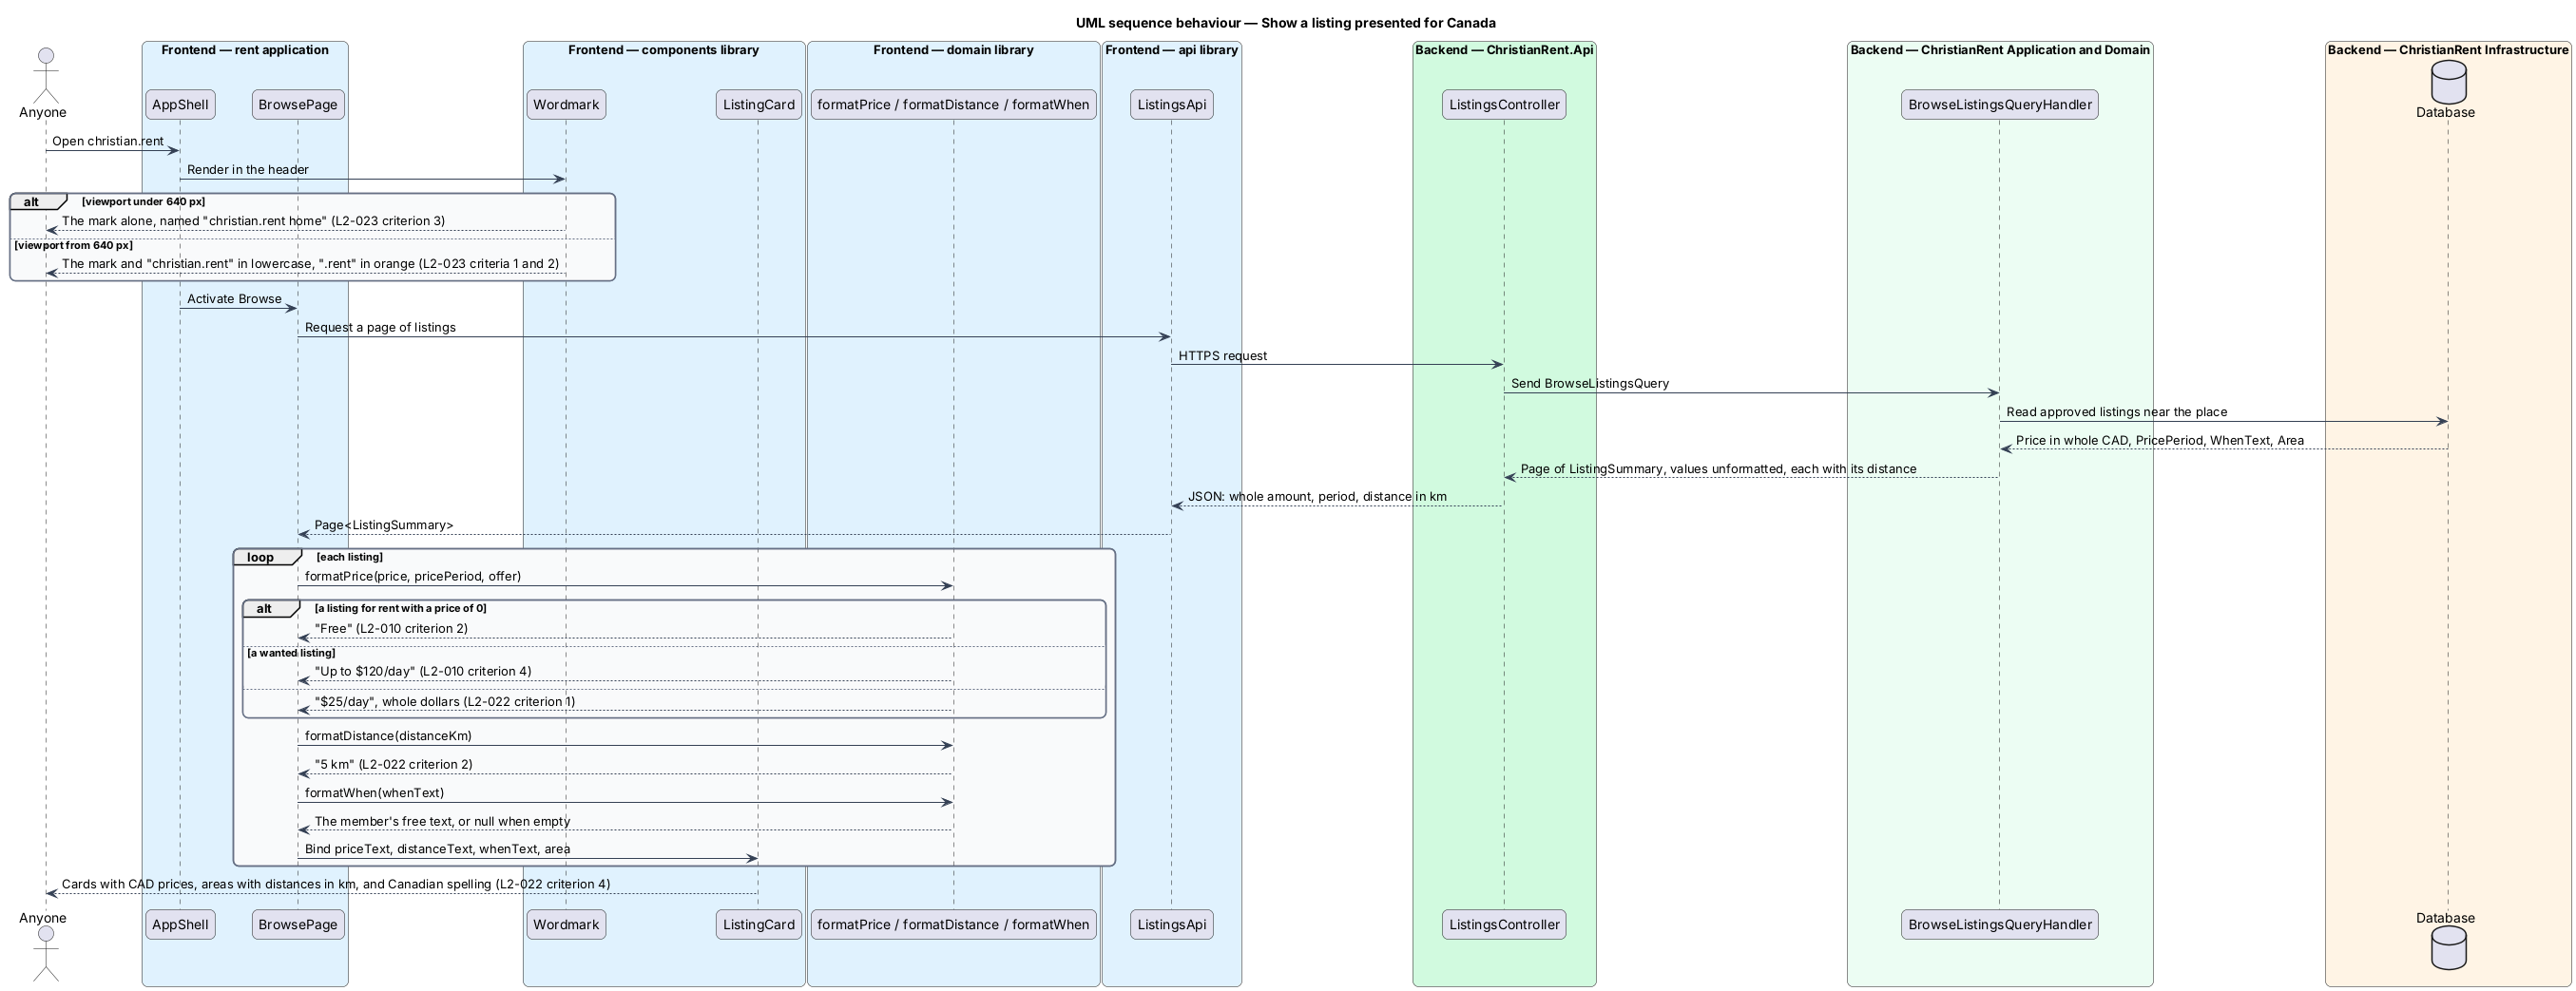 UML sequence behaviour — Show a listing presented for Canada
Frontend — rent application
Frontend — components library
Frontend — domain library
Frontend — api library
Backend — ChristianRent.Api
Backend — ChristianRent Application and Domain
Backend — ChristianRent Infrastructure
Anyone
AppShell
BrowsePage
Wordmark
ListingCard
formatPrice / formatDistance / formatWhen
ListingsApi
ListingsController
BrowseListingsQueryHandler
Database
Open christian.rent
Render in the header
alt
[viewport under 640 px]
The mark alone, named "christian.rent home" (L2-023 criterion 3)
[viewport from 640 px]
The mark and "christian.rent" in lowercase, ".rent" in orange (L2-023 criteria 1 and 2)
Activate Browse
Request a page of listings
HTTPS request
Send BrowseListingsQuery
Read approved listings near the place
Price in whole CAD, PricePeriod, WhenText, Area
Page of ListingSummary, values unformatted, each with its distance
JSON: whole amount, period, distance in km
Page<ListingSummary>
loop
[each listing]
formatPrice(price, pricePeriod, offer)
alt
[a listing for rent with a price of 0]
"Free" (L2-010 criterion 2)
[a wanted listing]
"Up to $120/day" (L2-010 criterion 4)
"$25/day", whole dollars (L2-022 criterion 1)
formatDistance(distanceKm)
"5 km" (L2-022 criterion 2)
formatWhen(whenText)
The member's free text, or null when empty
Bind priceText, distanceText, whenText, area
Cards with CAD prices, areas with distances in km, and Canadian spelling (L2-022 criterion 4)
Anyone
AppShell
BrowsePage
Wordmark
ListingCard
formatPrice / formatDistance / formatWhen
ListingsApi
ListingsController
BrowseListingsQueryHandler
Database